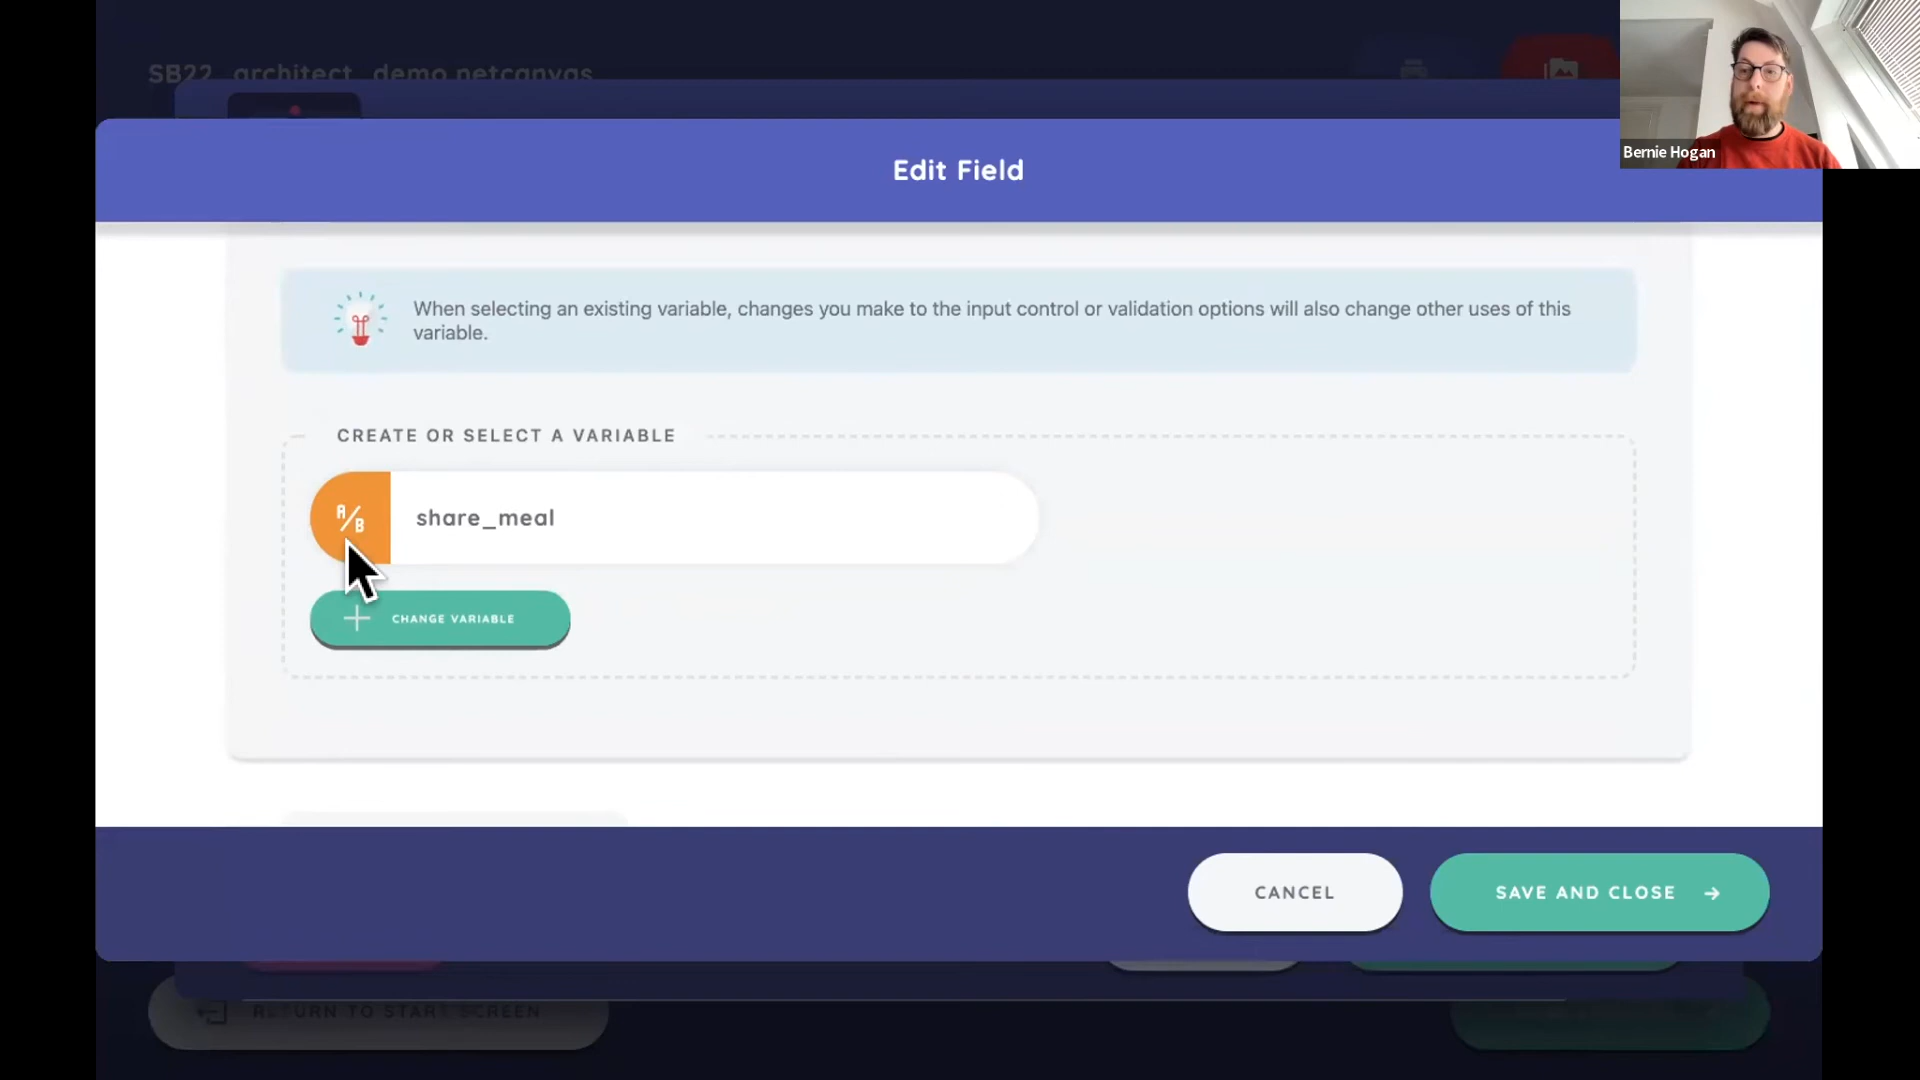 SB22_architect_demo.netcanvas
Bernie Hogan
Edit Field
When selecting an existing variable, changes you make to the input control or validation options will also change other uses of this
variable.
CREATE OR SELECT A VARIABLE
A/B
share_meal
CHANGE VARIABLE
CANCEL
SAVE AND CLOSE
RETURN TO START SCREEN